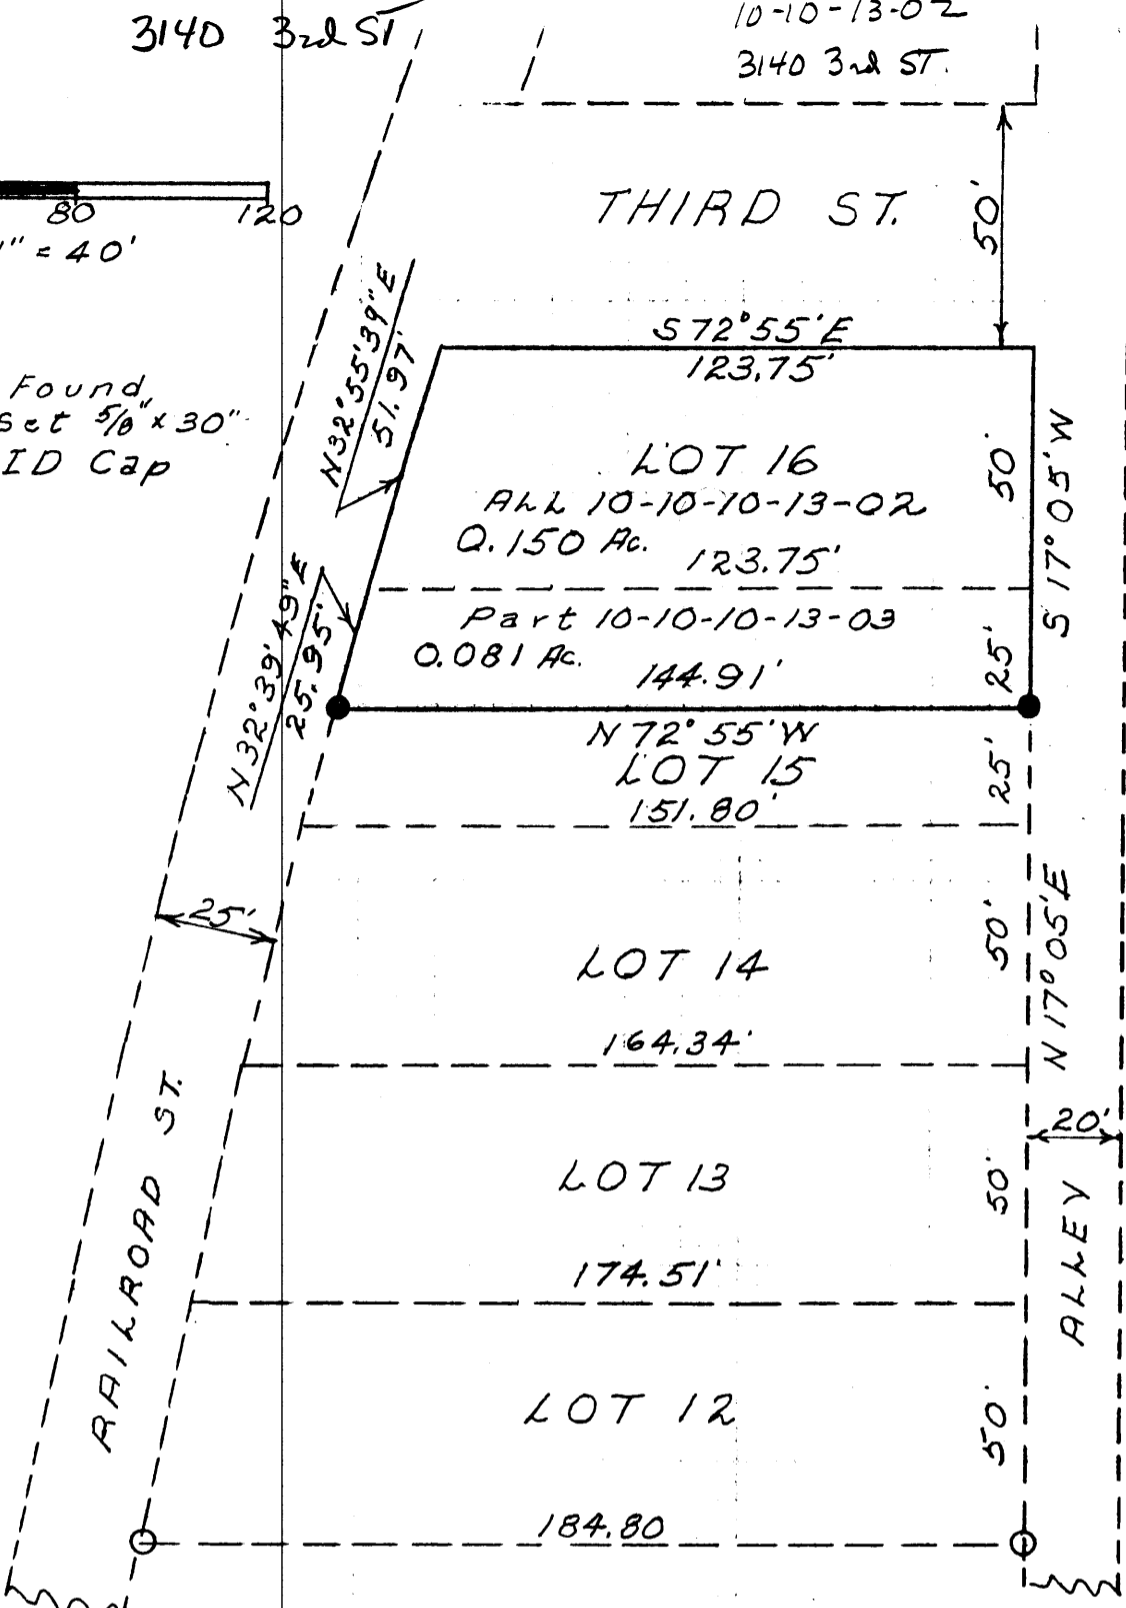 3140 3rd ST
10-10-13-02
3140 3rd ST.
80 120
1" = 40'
THIRD ST.
50'
N32°55'39"E
51.97'
S72°55'E
123.75'
Found,
set 5/8" x 30"
ID Cap
LOT 16
ALL 10-10-10-13-02
0.150 Ac.
123.75'
50'
S 17°05'W
N32°39'49"E
25.95'
Part 10-10-10-13-03
0.081 Ac.
144.91'
25'
N 72°55'W
LOT 15
151.80'
25'
25'
LOT 14
164.34'
50'
N 17°05'E
RAILROAD ST.
LOT 13
174.51'
50'
20'
ALLEY
LOT 12
184.80
50'